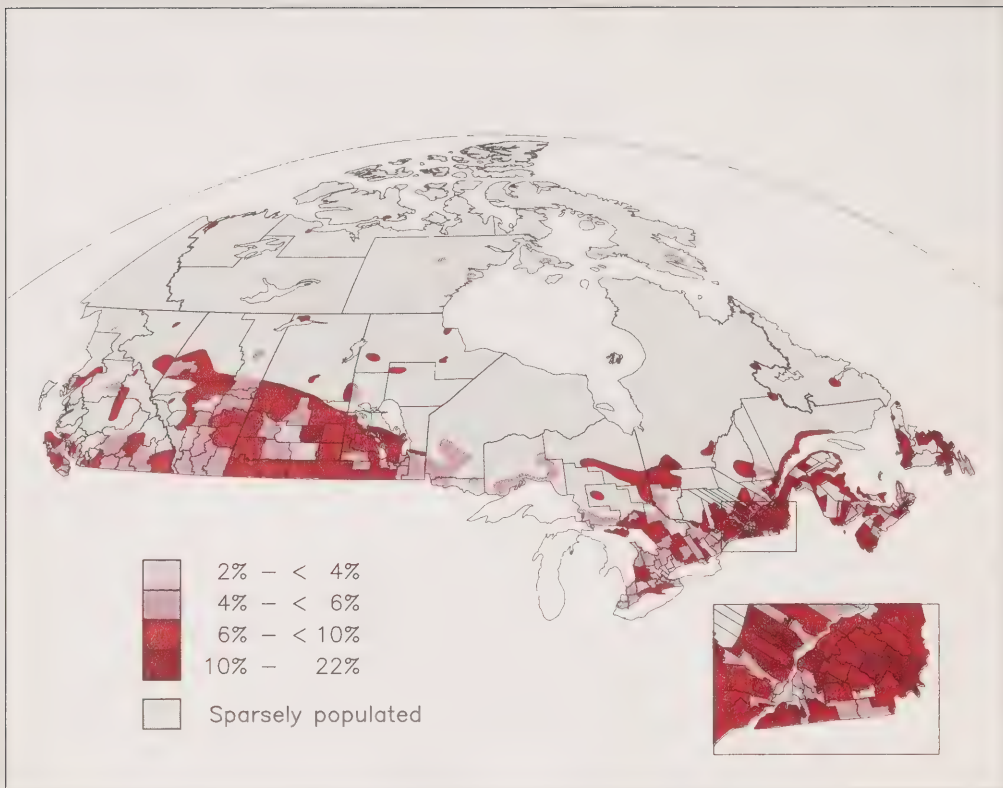 2% – < 4%
4% – < 6%
6% – < 10%
10% – 22%
Sparsely populated